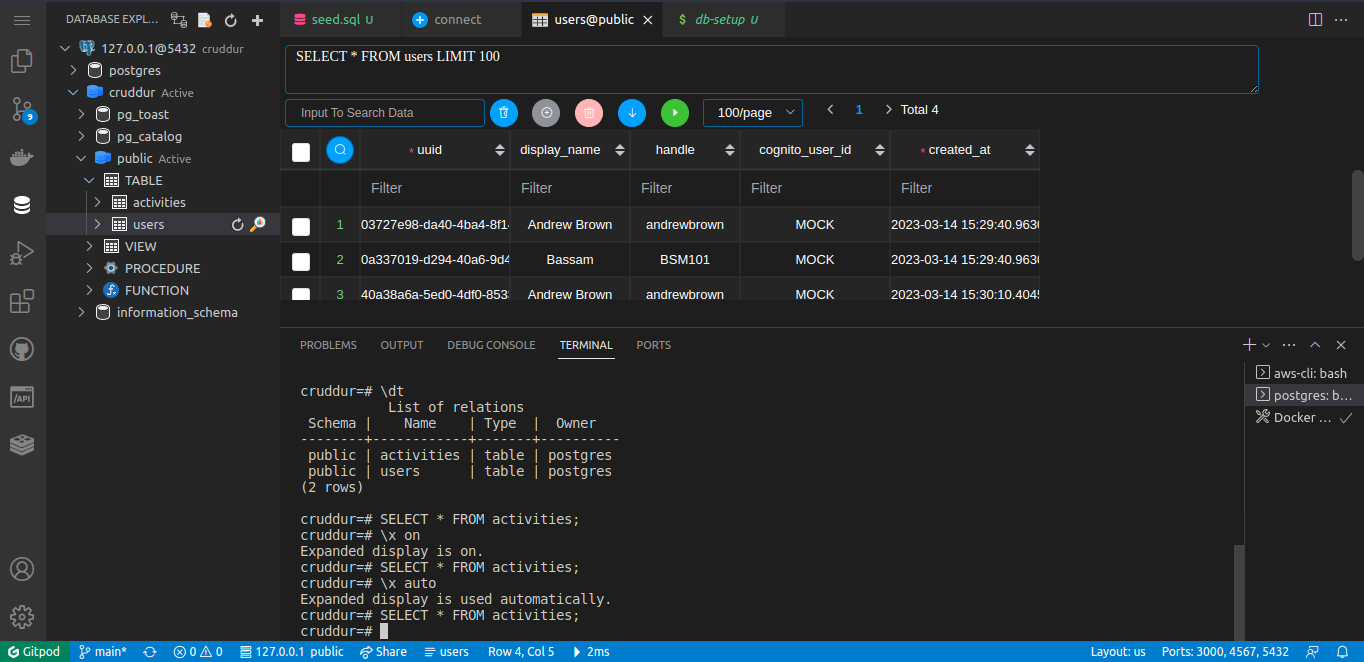 DATABASE EXPL...
127.0.0.1@5432 cruddur
postgres
cruddur Active
pg_toast
pg_catalog
public Active
TABLE
activities
users
VIEW
PROCEDURE
FUNCTION
information_schema
9
/API
seed.sql U
connect
users@public
$ db-setup U
SELECT * FROM users LIMIT 100
Input To Search Data
100/page
1
Total 4
* uuid display_name handle cognito_user_id * created_at
Filter Filter Filter Filter Filter
1 03727e98-da40-4ba4-8f1 Andrew Brown andrewbrown MOCK 2023-03-14 15:29:40.963
2 0a337019-d294-40a6-9d4 Bassam BSM101 MOCK 2023-03-14 15:29:40.963
3 40a38a6a-5ed0-4df0-853 Andrew Brown andrewbrown MOCK 2023-03-14 15:30:10.404
PROBLEMS OUTPUT DEBUG CONSOLE TERMINAL PORTS
aws-cli: bash
postgres: b...
Docker ...
cruddur=# \dt
List of relations
Schema | Name | Type | Owner
--------+------------+-------+----------
public | activities | table | postgres
public | users | table | postgres
(2 rows)
cruddur=# SELECT * FROM activities;
cruddur=# \x on
Expanded display is on.
cruddur=# SELECT * FROM activities;
cruddur=# \x auto
Expanded display is used automatically.
cruddur=# SELECT * FROM activities;
cruddur=#
Gitpod main* 0 0 127.0.0.1 public Share users Row 4, Col 5 2ms Layout: us Ports: 3000, 4567, 5432